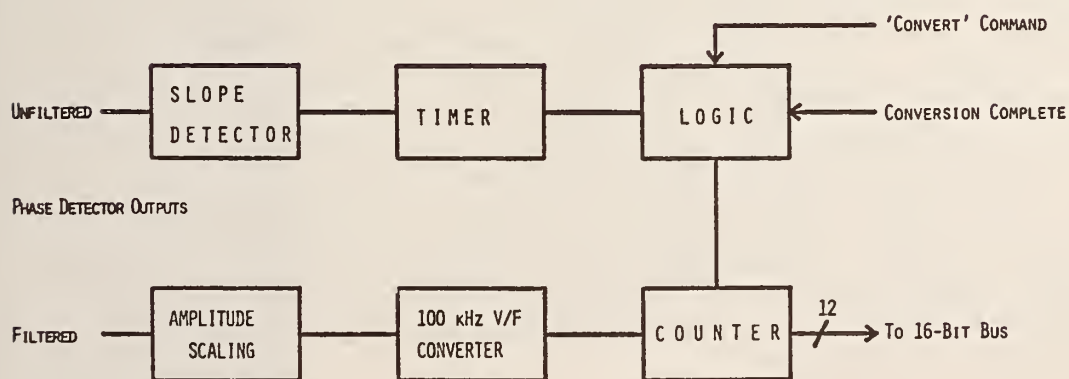 'CONVERT' COMMAND
UNFILTERED
SLOPE
DETECTOR
TIMER
LOGIC
CONVERSION COMPLETE
PHASE DETECTOR OUTPUTS
FILTERED
AMPLITUDE
SCALING
100 KHZ V/F
CONVERTER
COUNTER
12
TO 16-BIT BUS